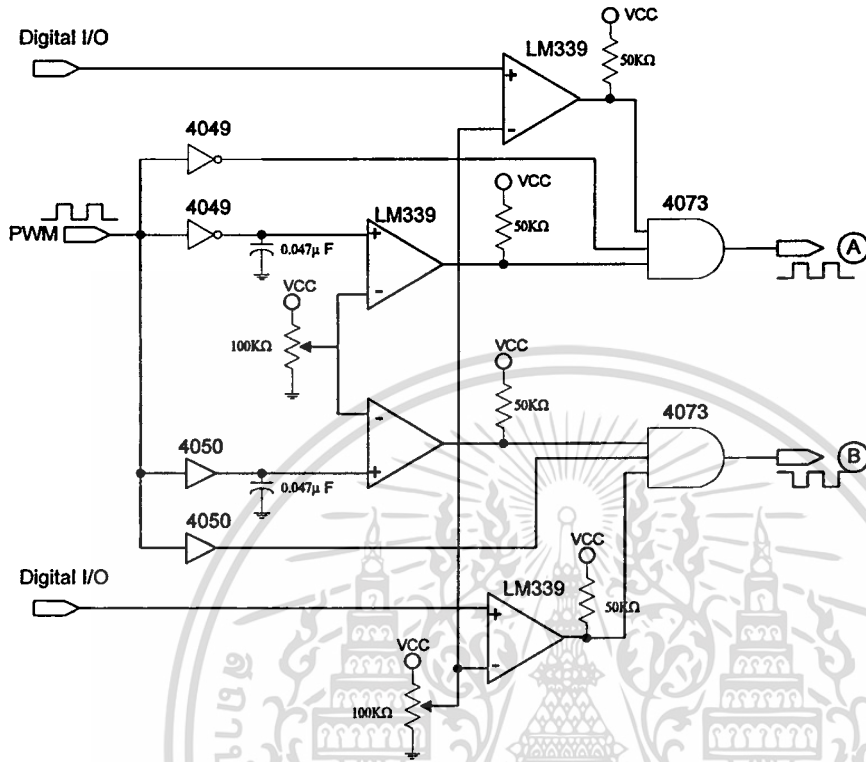 VCC
Digital I/O
LM339
50KΩ
+
-
4049
VCC
4049
LM339
4073
PWM
0.047µ F
+
50KΩ
A
VCC
-
100KΩ
VCC
-
50KΩ
4073
4050
+
B
0.047µ F
4050
VCC
Digital I/O
LM339
50KΩ
+
VCC
-
100KΩ